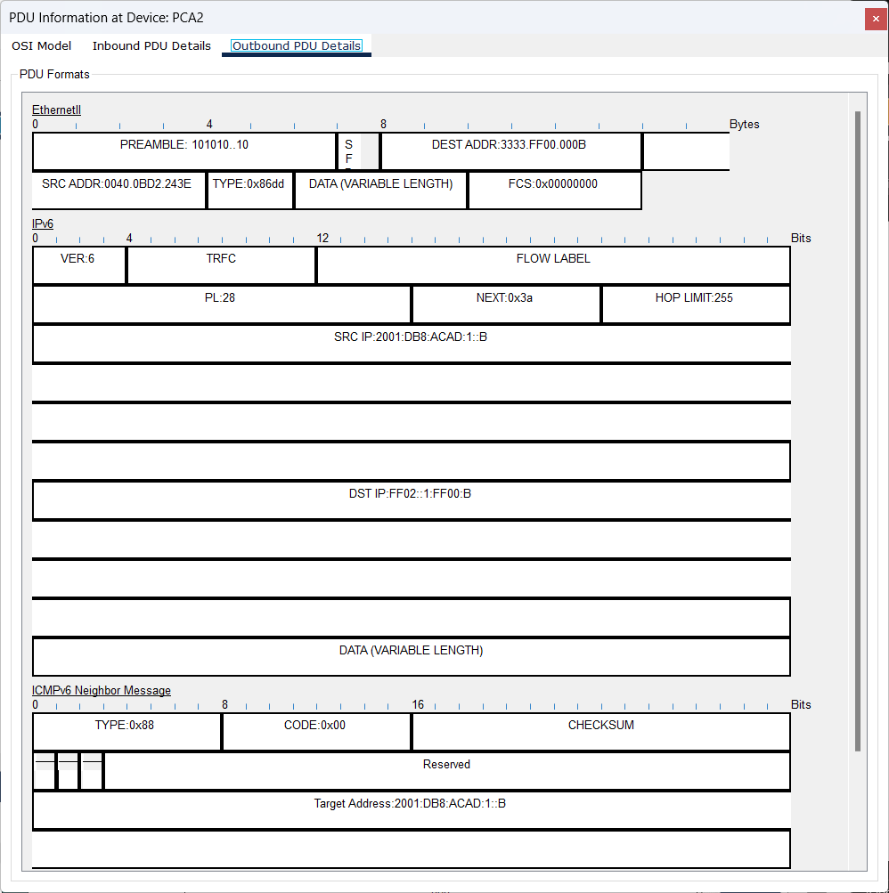 PDU Information at Device: PCA2
OSI Model Inbound PDU Details Outbound PDU Details
PDU Formats
EthernetII
0 4 8 Bytes
PREAMBLE: 101010..10 S F DEST ADDR:3333.FF00.000B
SRC ADDR:0040.0BD2.243E TYPE:0x86dd DATA (VARIABLE LENGTH) FCS:0x00000000
IPv6
0 4 12 Bits
VER:6 TRFC FLOW LABEL
PL:28 NEXT:0x3a HOP LIMIT:255
SRC IP:2001:DB8:ACAD:1::B
DST IP:FF02::1:FF00:B
DATA (VARIABLE LENGTH)
ICMPv6 Neighbor Message
0 8 16 Bits
TYPE:0x88 CODE:0x00 CHECKSUM
Reserved
Target Address:2001:DB8:ACAD:1::B